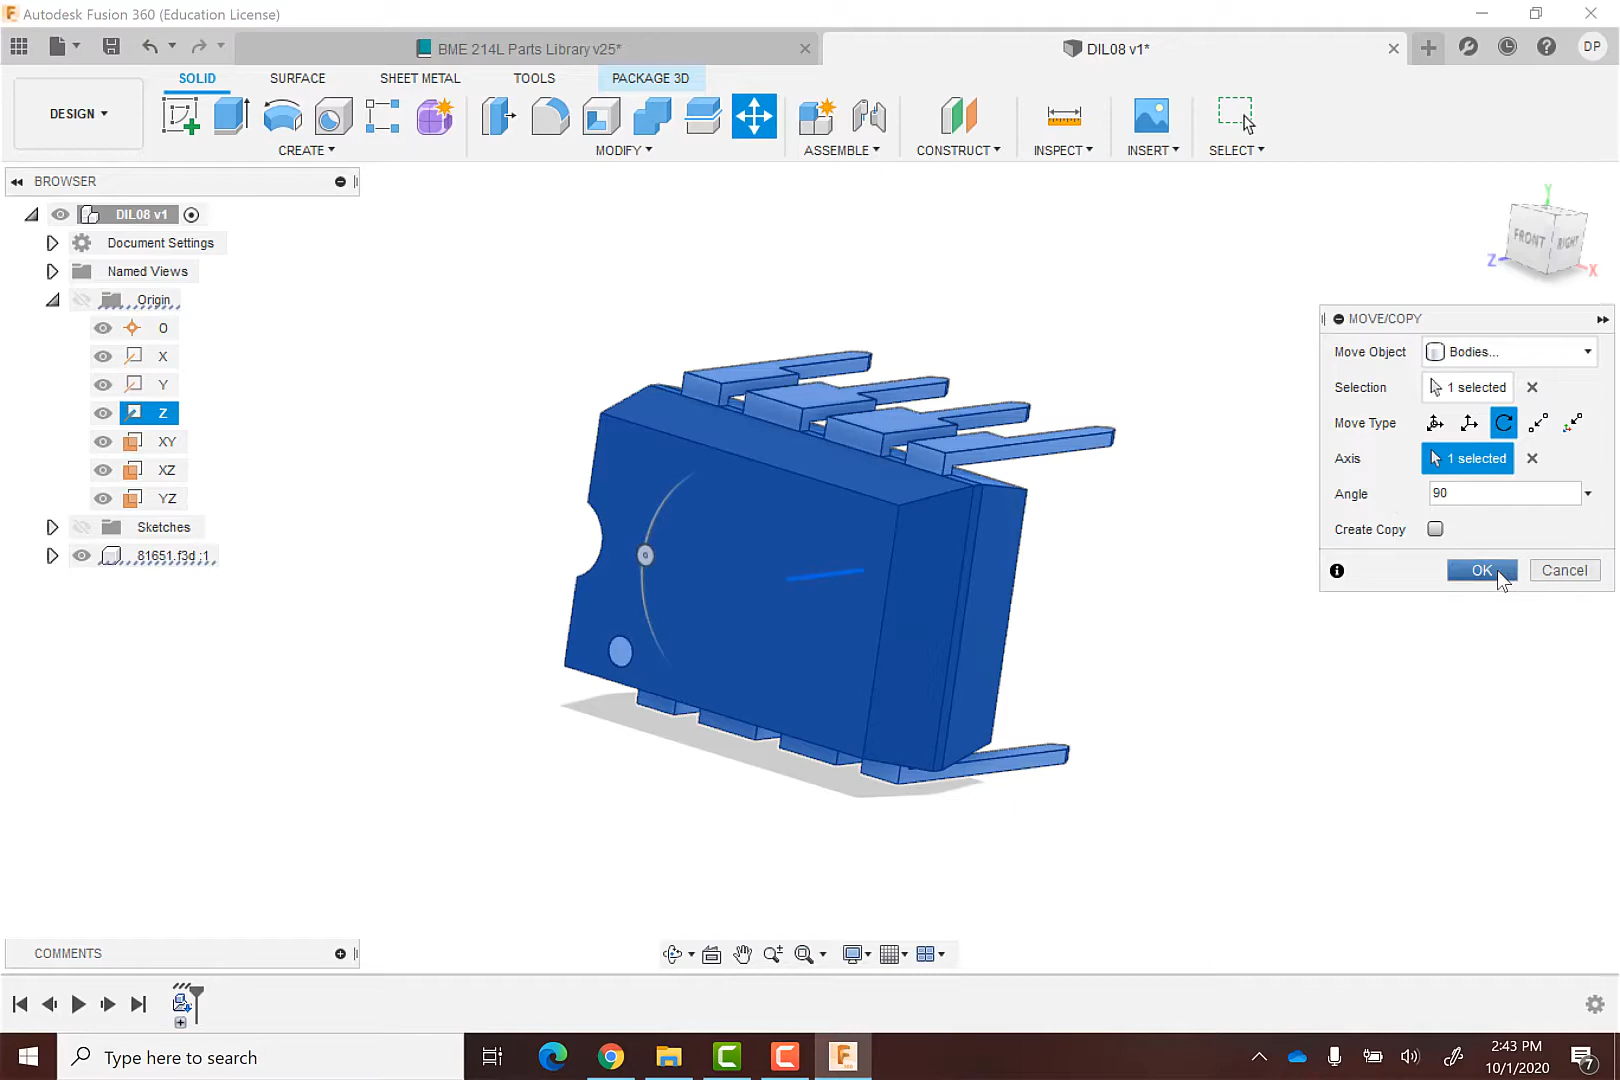 Autodesk Fusion 360 (Education License)
BME 214L Parts Library v25*
DIL08 v1*
DP
DESIGN
SOLID
SURFACE
SHEET METAL
TOOLS
PACKAGE 3D
CREATE
MODIFY
ASSEMBLE
CONSTRUCT
INSPECT
INSERT
SELECT
BROWSER
DIL08 v1
Document Settings
Named Views
Origin
O
X
Y
Z
XY
XZ
YZ
Sketches
81651.f3d :1
Y
FRONT
RIGHT
Z
X
MOVE/COPY
Move Object
Bodies...
Selection
1 selected
Move Type
Axis
1 selected
Angle
90
Create Copy
OK
Cancel
COMMENTS
Type here to search
2:43 PM
10/1/2020
7